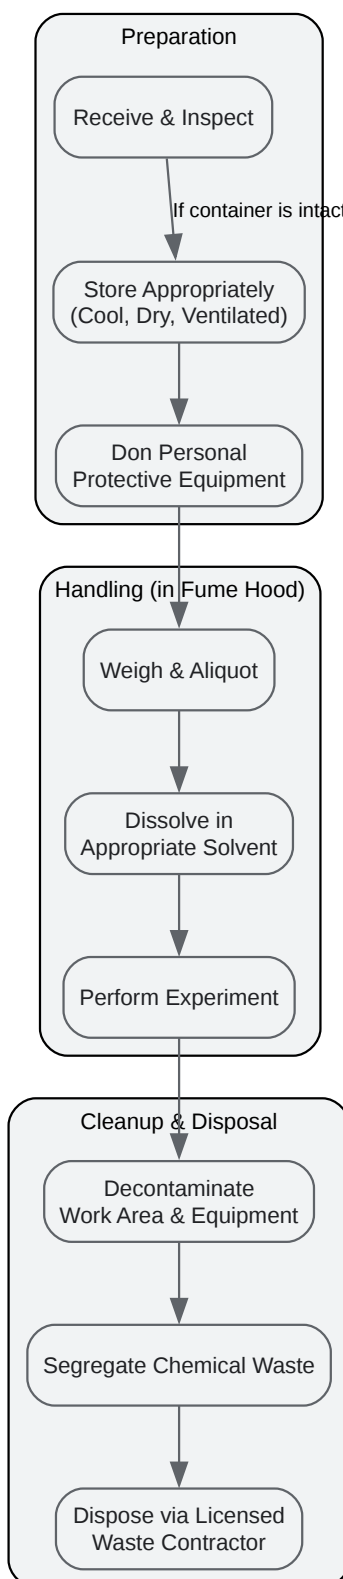 Preparation
Receive & Inspect
If container is intact
Store Appropriately
(Cool, Dry, Ventilated)
Don Personal
Protective Equipment
Handling (in Fume Hood)
Weigh & Aliquot
Dissolve in
Appropriate Solvent
Perform Experiment
Cleanup & Disposal
Decontaminate
Work Area & Equipment
Segregate Chemical Waste
Dispose via Licensed
Waste Contractor